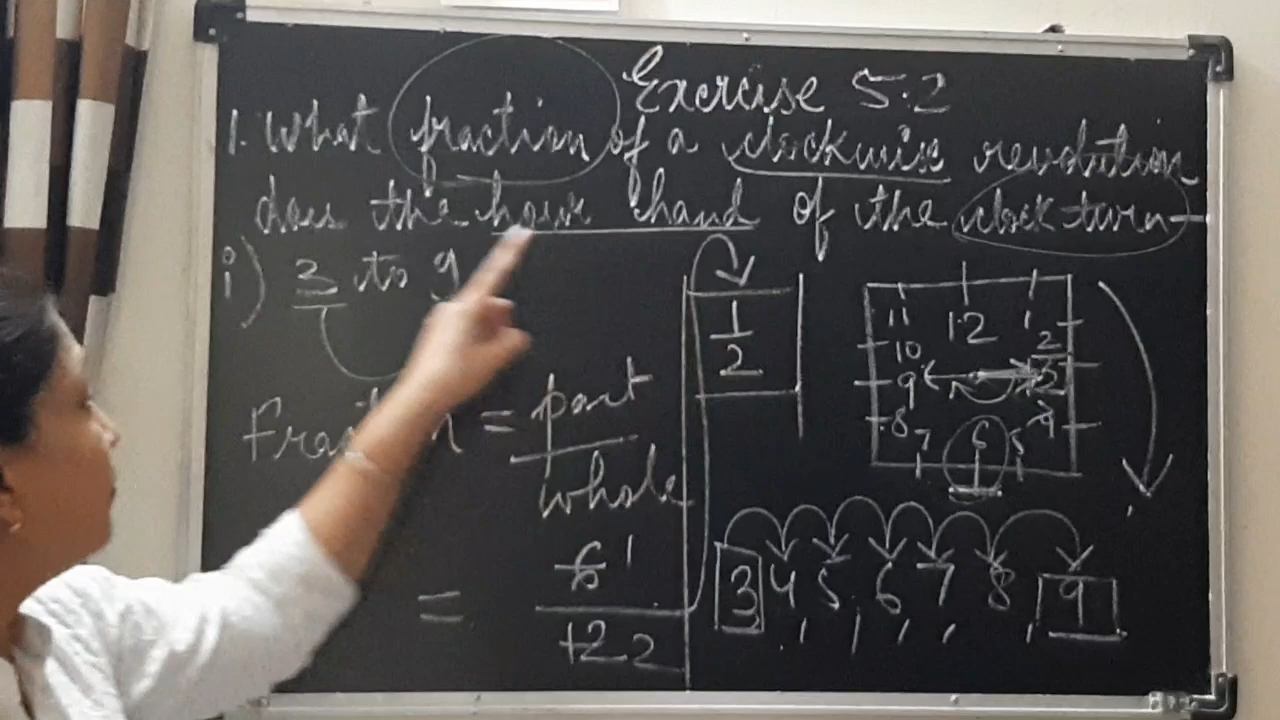 Exercise 5.2
1. What fraction of a clockwise revolution
does the hour hand of the clock turn
i) 3 to 9
= part
whole
= 6 1
12 2
1
2
11 12 1
10 2
9
8 4
7 6 5
3 4 5 6 7 8 9